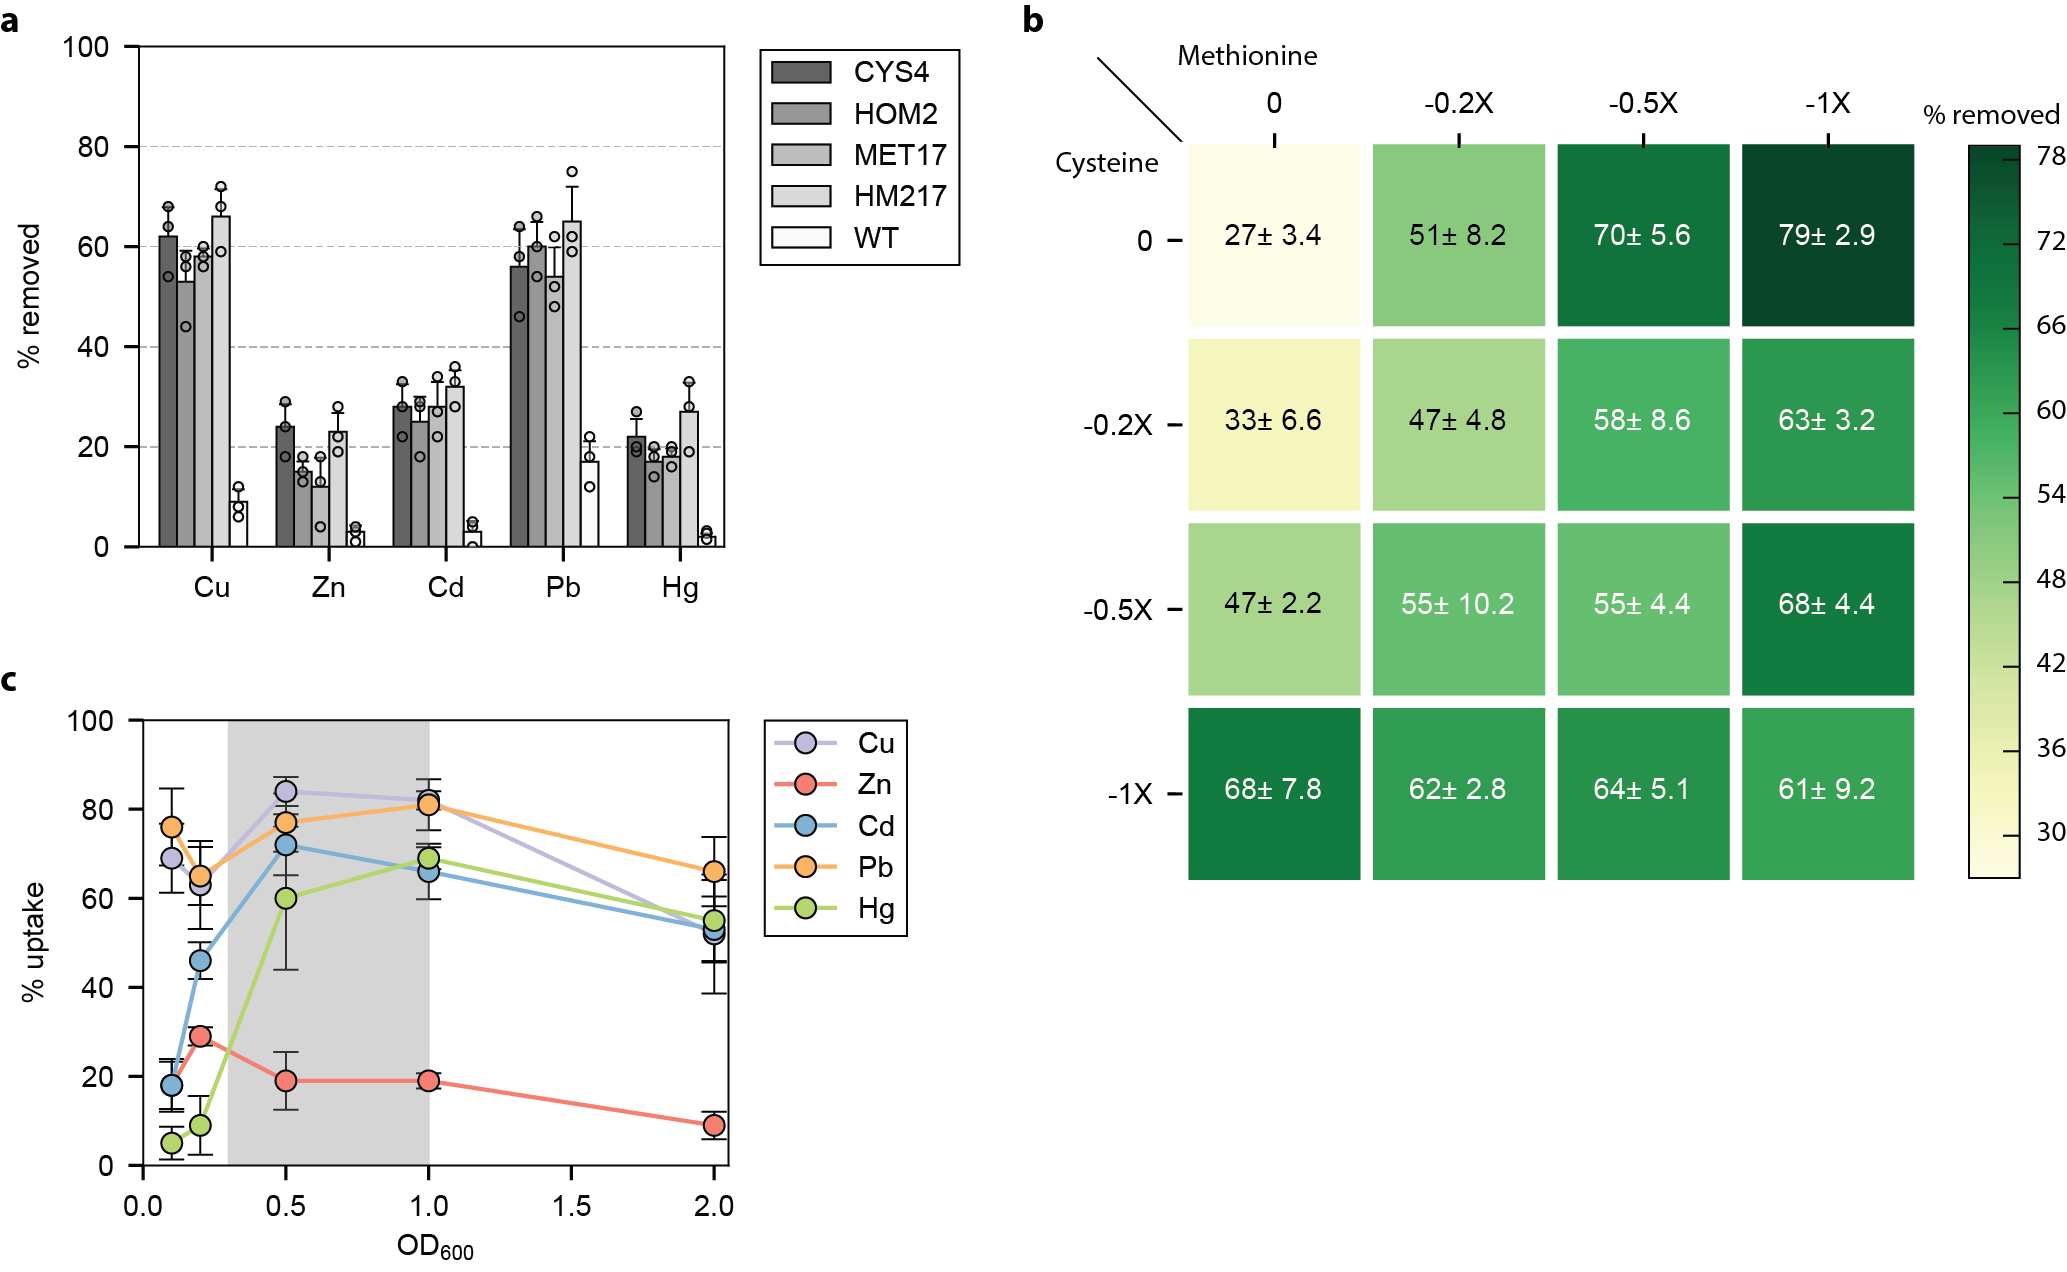 a
100
80
60
40
20
0
% removed
Cu Zn Cd Pb Hg
CYS4
HOM2
MET17
HM217
WT
b
Methionine
Cysteine
0 -0.2X -0.5X -1X
0 27± 3.4 51± 8.2 70± 5.6 79± 2.9
-0.2X 33± 6.6 47± 4.8 58± 8.6 63± 3.2
-0.5X 47± 2.2 55± 10.2 55± 4.4 68± 4.4
-1X 68± 7.8 62± 2.8 64± 5.1 61± 9.2
% removed
78
72
66
60
54
48
42
36
30
c
100
80
60
40
20
0
% uptake
0.0 0.5 1.0 1.5 2.0
OD600
Cu
Zn
Cd
Pb
Hg